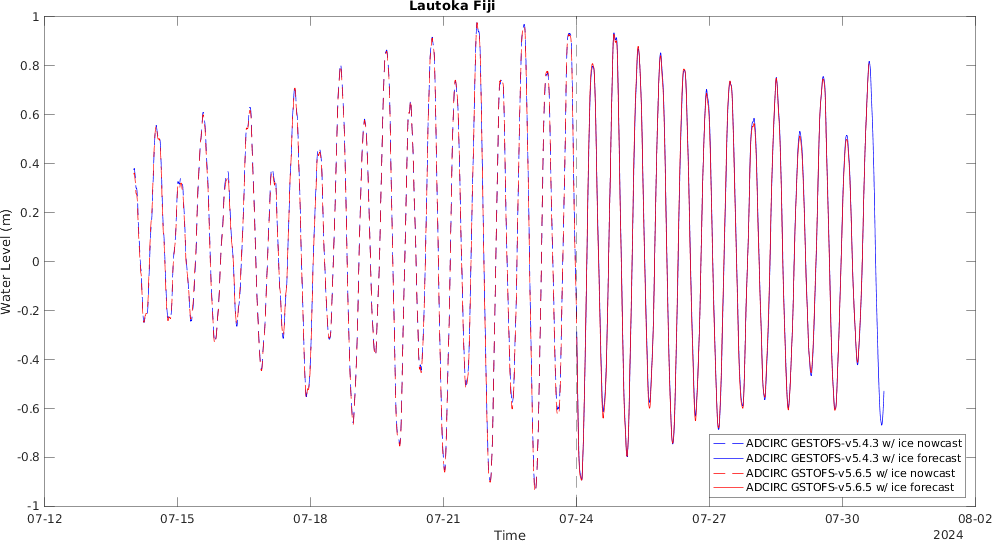 Lautoka Fiji
1
0.8
0.6
0.4
0.2
0
-0.2
-0.4
-0.6
-0.8
-1
Water Level (m)
07-12 07-15 07-18 07-21 07-24 07-27 07-30 08-02
Time
2024
ADCIRC GESTOFS-v5.4.3 w/ ice nowcast
ADCIRC GESTOFS-v5.4.3 w/ ice forecast
ADCIRC GSTOFS-v5.6.5 w/ ice nowcast
ADCIRC GSTOFS-v5.6.5 w/ ice forecast